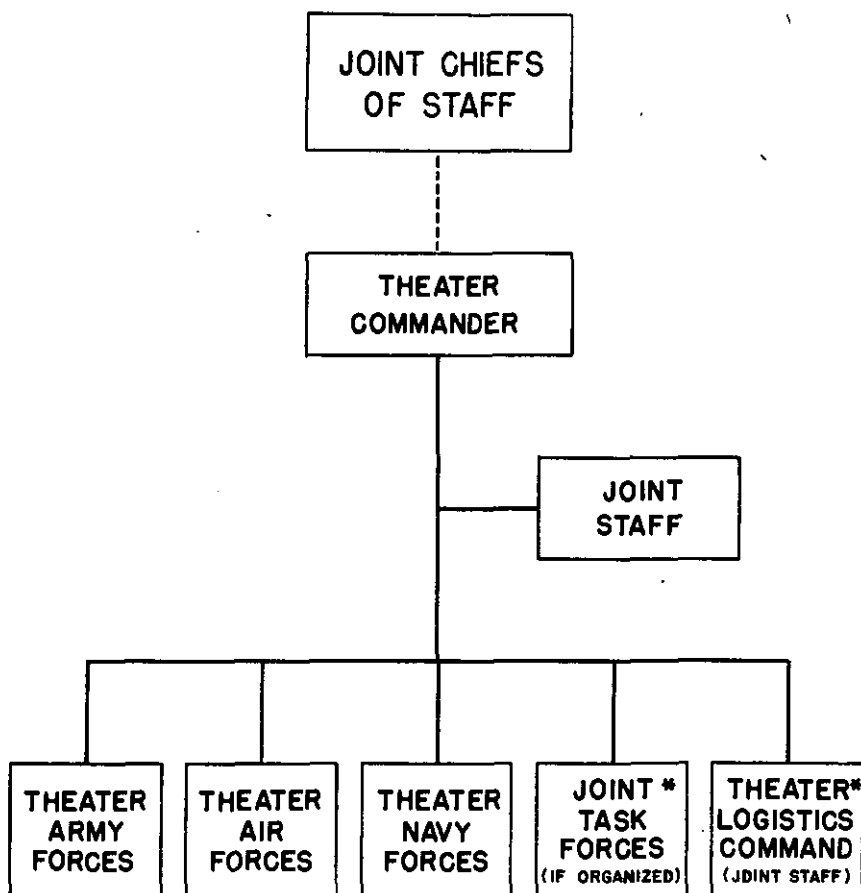 JOINT CHIEFS
OF STAFF
THEATER
COMMANDER
JOINT
STAFF
THEATER
ARMY
FORCES
THEATER
AIR
FORCES
THEATER
NAVY
FORCES
JOINT *
TASK
FORCES
(IF ORGANIZED)
THEATER*
LOGISTICS
COMMAND
(JOINT STAFF)